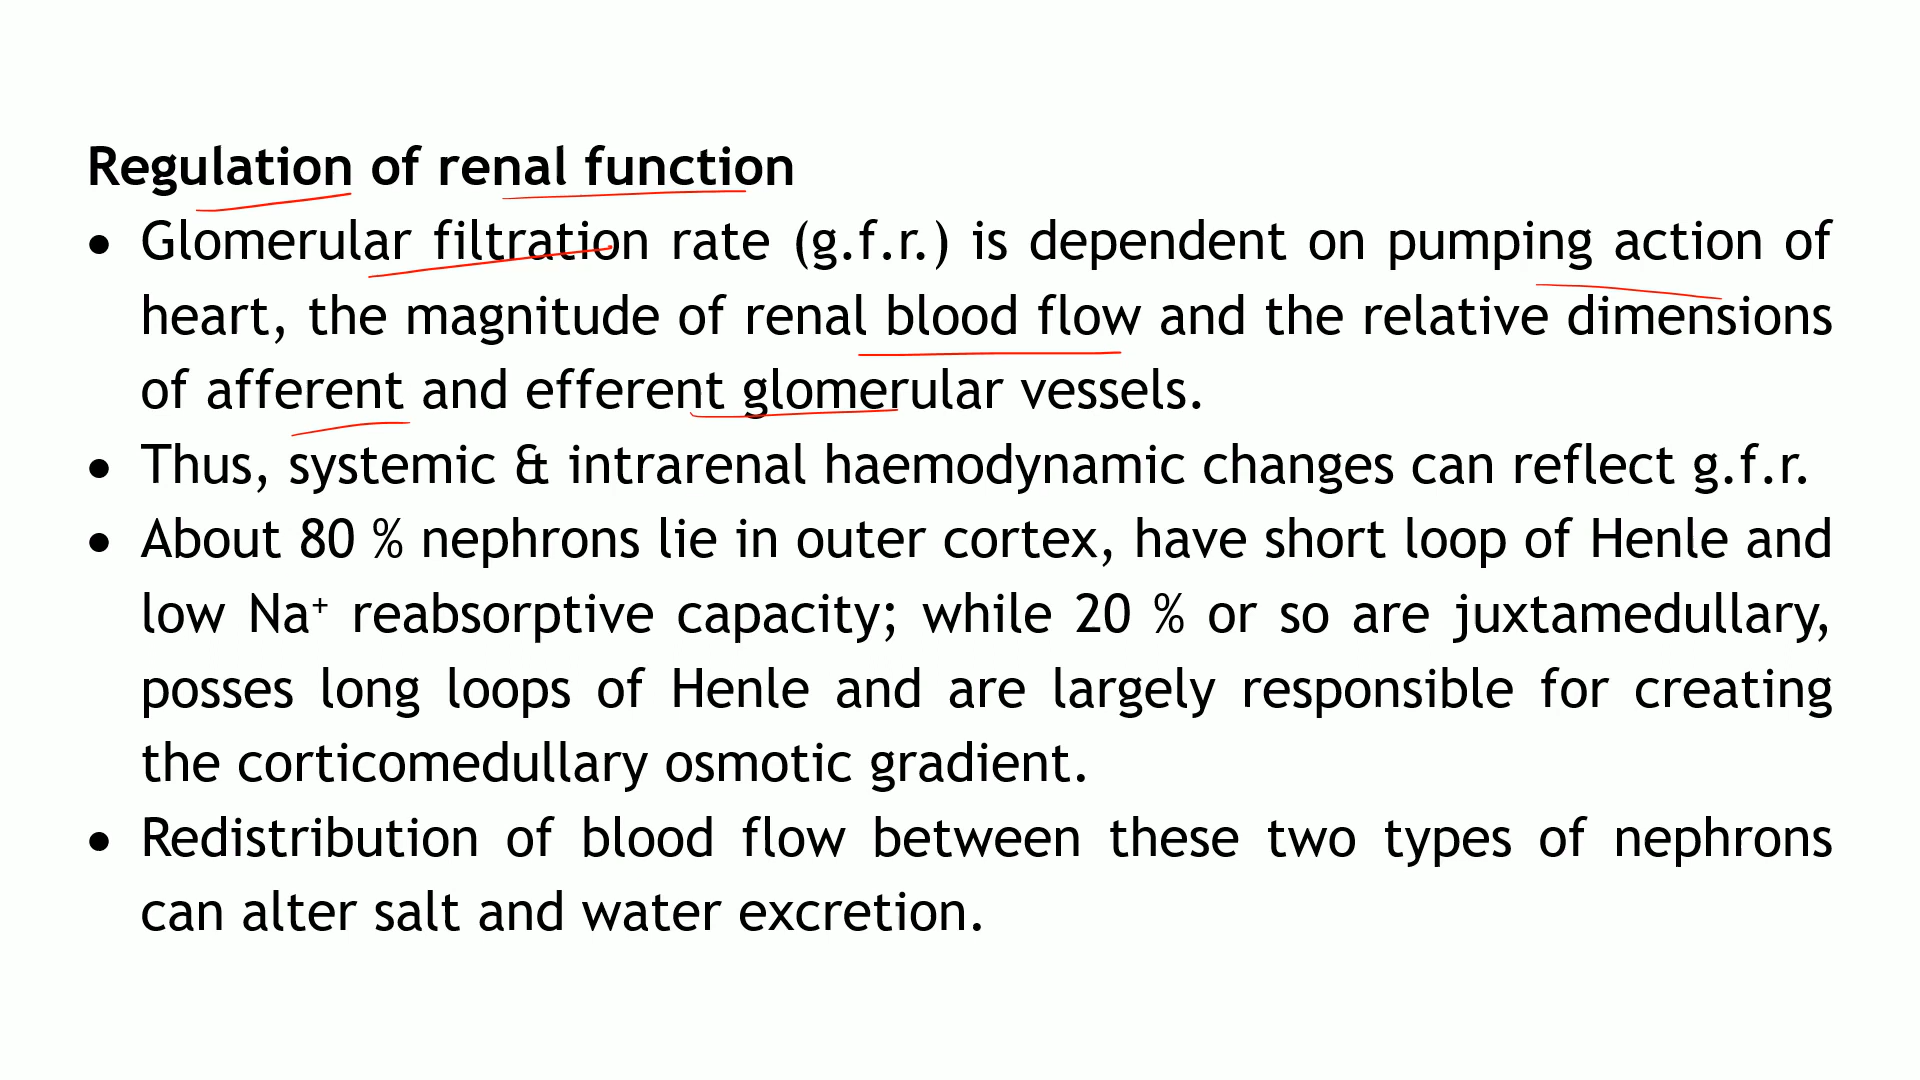 Regulation of renal function
• Glomerular filtration rate (g.f.r.) is dependent on pumping action of
heart, the magnitude of renal blood flow and the relative dimensions
of afferent and efferent glomerular vessels.
• Thus, systemic & intrarenal haemodynamic changes can reflect g.f.r.
• About 80 % nephrons lie in outer cortex, have short loop of Henle and
low Na⁺ reabsorptive capacity; while 20 % or so are juxtamedullary,
posses long loops of Henle and are largely responsible for creating
the corticomedullary osmotic gradient.
• Redistribution of blood flow between these two types of nephrons
can alter salt and water excretion.